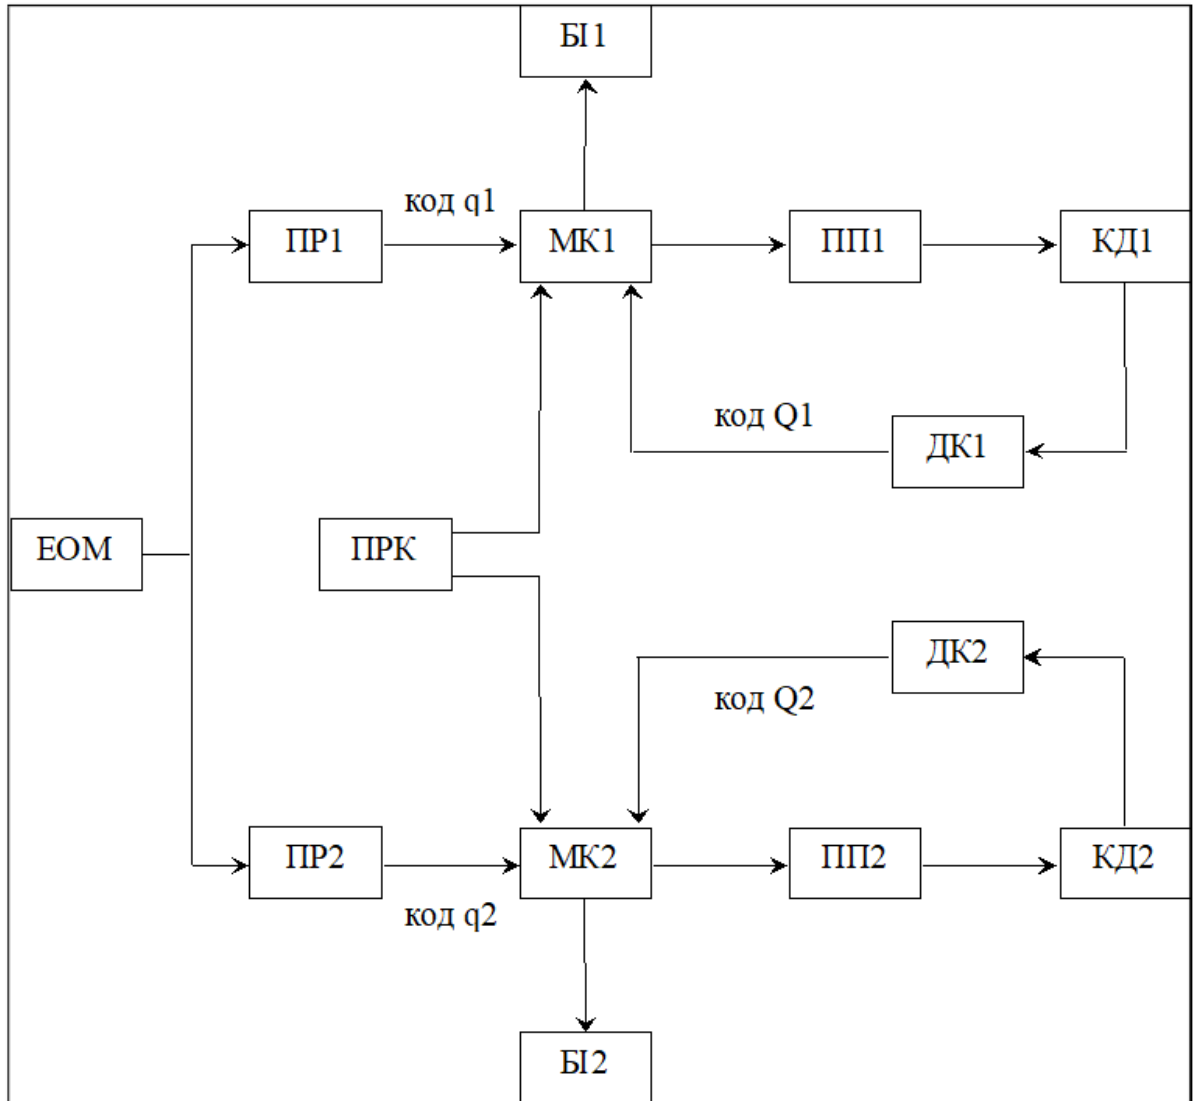 БІ1
код q1
ПР1
МК1
ПП1
КД1
код Q1
ДК1
ЕОМ
ПРК
ДК2
код Q2
ПР2
МК2
ПП2
КД2
код q2
БІ2